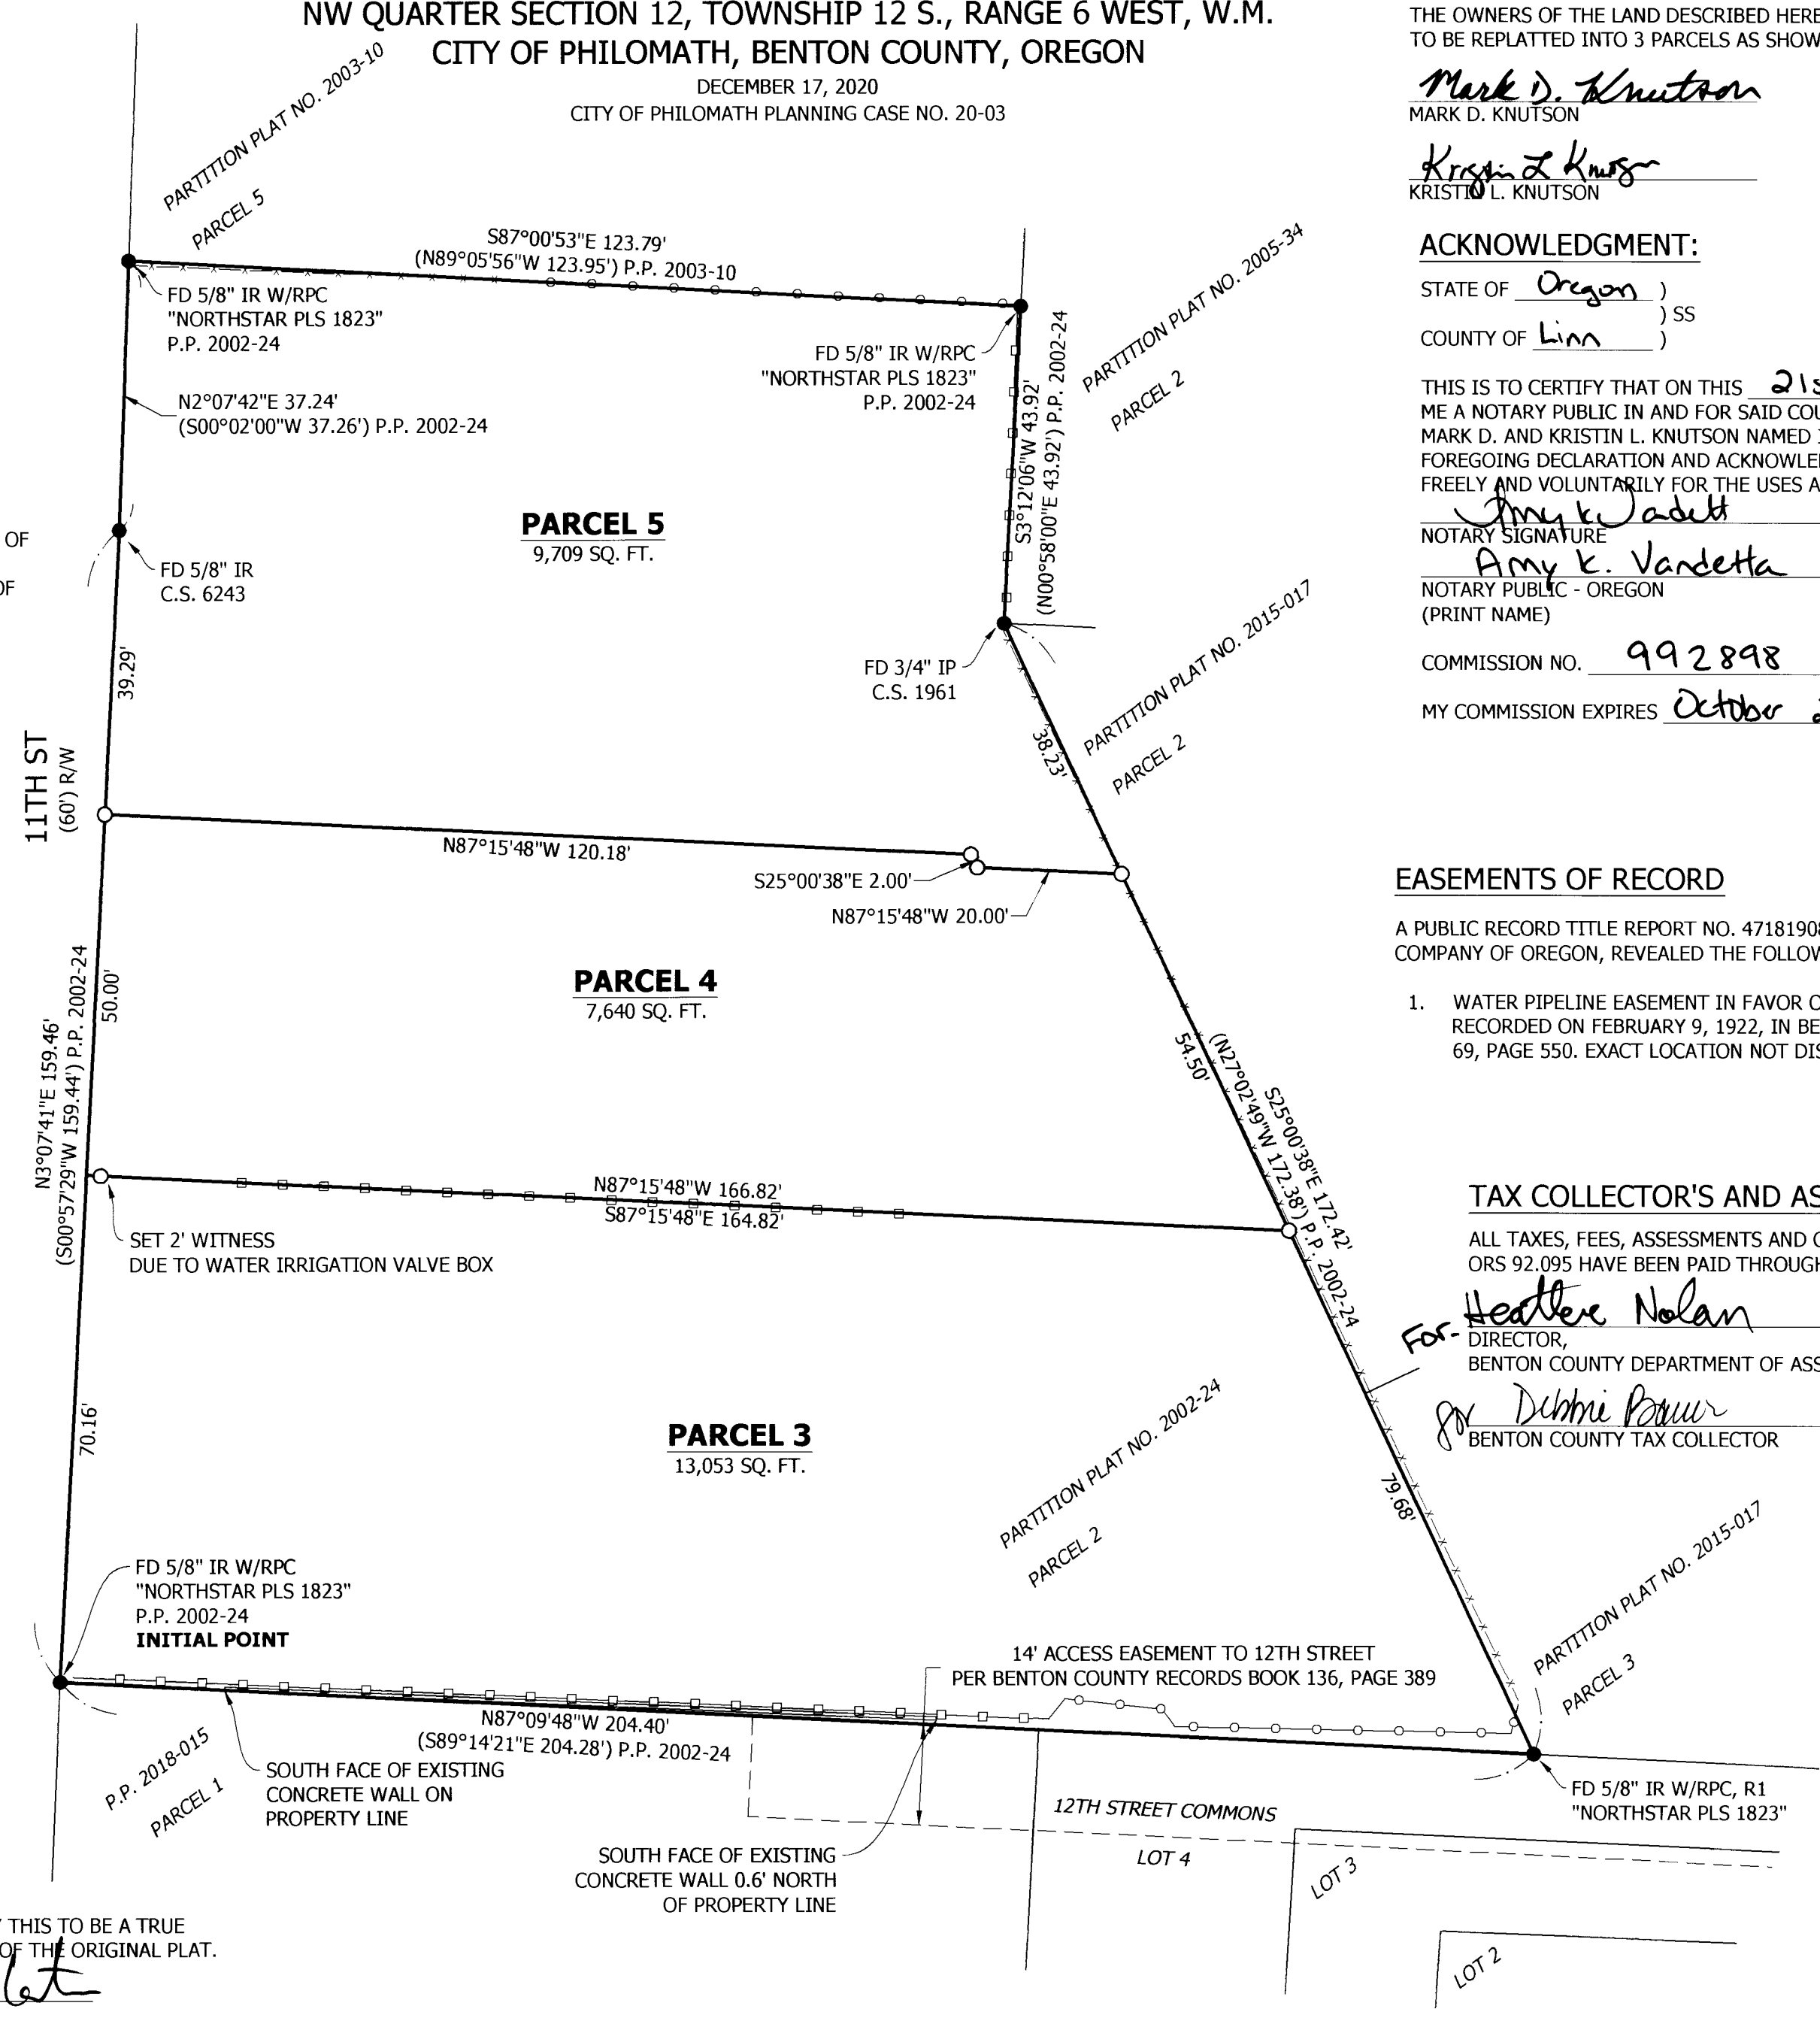 NW QUARTER SECTION 12, TOWNSHIP 12 S., RANGE 6 WEST, W.M.
CITY OF PHILOMATH, BENTON COUNTY, OREGON
DECEMBER 17, 2020
CITY OF PHILOMATH PLANNING CASE NO. 20-03
PARTITION PLAT NO. 2003-10
PARCEL 5
S87°00'53"E 123.79'
(N89°05'56"W 123.95') P.P. 2003-10
FD 5/8" IR W/RPC
"NORTHSTAR PLS 1823"
P.P. 2002-24
FD 5/8" IR W/RPC
"NORTHSTAR PLS 1823"
P.P. 2002-24
N2°07'42"E 37.24'
(S00°02'00"W 37.26') P.P. 2002-24
S3°12'06"W 43.92'
(N00°58'00"E 43.92') P.P. 2002-24
PARTITION PLAT NO. 2005-34
PARCEL 2
PARCEL 5
9,709 SQ. FT.
OF
OF
FD 5/8" IR
C.S. 6243
39.29'
FD 3/4" IP
C.S. 1961
38.23'
PARTITION PLAT NO. 2015-017
PARCEL 2
11TH ST
(60') R/W
N87°15'48"W 120.18'
S25°00'38"E 2.00'
N87°15'48"W 20.00'
PARCEL 4
7,640 SQ. FT.
50.00'
N3°07'41"E 159.46'
(S00°57'29"W 159.44') P.P. 2002-24
54.50'
(N27°02'49"W 172.38') P.P. 2002-24
S25°00'38"E 172.42'
N87°15'48"W 166.82'
S87°15'48"E 164.82'
SET 2' WITNESS
DUE TO WATER IRRIGATION VALVE BOX
PARCEL 3
13,053 SQ. FT.
70.16'
79.68'
PARTITION PLAT NO. 2002-24
PARCEL 2
PARTITION PLAT NO. 2015-017
PARCEL 3
FD 5/8" IR W/RPC
"NORTHSTAR PLS 1823"
P.P. 2002-24
INITIAL POINT
14' ACCESS EASEMENT TO 12TH STREET
PER BENTON COUNTY RECORDS BOOK 136, PAGE 389
N87°09'48"W 204.40'
(S89°14'21"E 204.28') P.P. 2002-24
P.P. 2018-015
PARCEL 1
SOUTH FACE OF EXISTING
CONCRETE WALL ON
PROPERTY LINE
SOUTH FACE OF EXISTING
CONCRETE WALL 0.6' NORTH
OF PROPERTY LINE
FD 5/8" IR W/RPC, R1
"NORTHSTAR PLS 1823"
12TH STREET COMMONS
LOT 4
LOT 3
LOT 2
THIS TO BE A TRUE
OF THE ORIGINAL PLAT.
THE OWNERS OF THE LAND DESCRIBED HERE
TO BE REPLATTED INTO 3 PARCELS AS SHOW
Mark D. Knutson
MARK D. KNUTSON
Kristin L Knutson
KRISTIN L. KNUTSON
ACKNOWLEDGMENT:
STATE OF Oregon )
) SS
COUNTY OF Linn )
THIS IS TO CERTIFY THAT ON THIS 21s
ME A NOTARY PUBLIC IN AND FOR SAID COU
MARK D. AND KRISTIN L. KNUTSON NAMED
FOREGOING DECLARATION AND ACKNOWLE
FREELY AND VOLUNTARILY FOR THE USES A
NOTARY SIGNATURE
Amy K. Vandetta
NOTARY PUBLIC - OREGON
(PRINT NAME)
COMMISSION NO. 992898
MY COMMISSION EXPIRES October 2
EASEMENTS OF RECORD
A PUBLIC RECORD TITLE REPORT NO. 4718190
COMPANY OF OREGON, REVEALED THE FOLLOW
1. WATER PIPELINE EASEMENT IN FAVOR O
RECORDED ON FEBRUARY 9, 1922, IN BE
69, PAGE 550. EXACT LOCATION NOT DIS
TAX COLLECTOR'S AND AS
ALL TAXES, FEES, ASSESSMENTS AND
ORS 92.095 HAVE BEEN PAID THROUGH
For- Heather Nolan
DIRECTOR,
BENTON COUNTY DEPARTMENT OF ASS
for Debbie Bauer
BENTON COUNTY TAX COLLECTOR